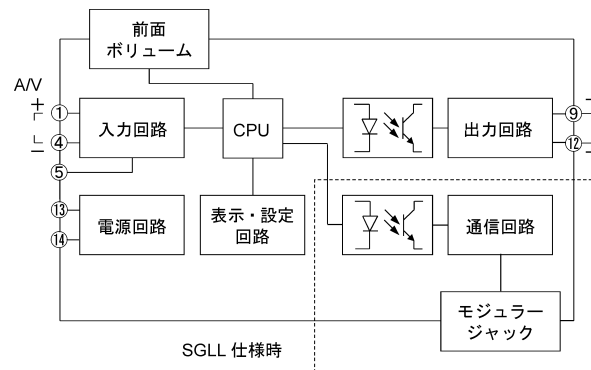 前面
ボリューム
A/V
+
①
④
−
⑤
⑬
⑭
入力回路
CPU
出力回路
⑨
⑫
電源回路
表示・設定
回路
通信回路
モジュラー
ジャック
SGLL 仕様時